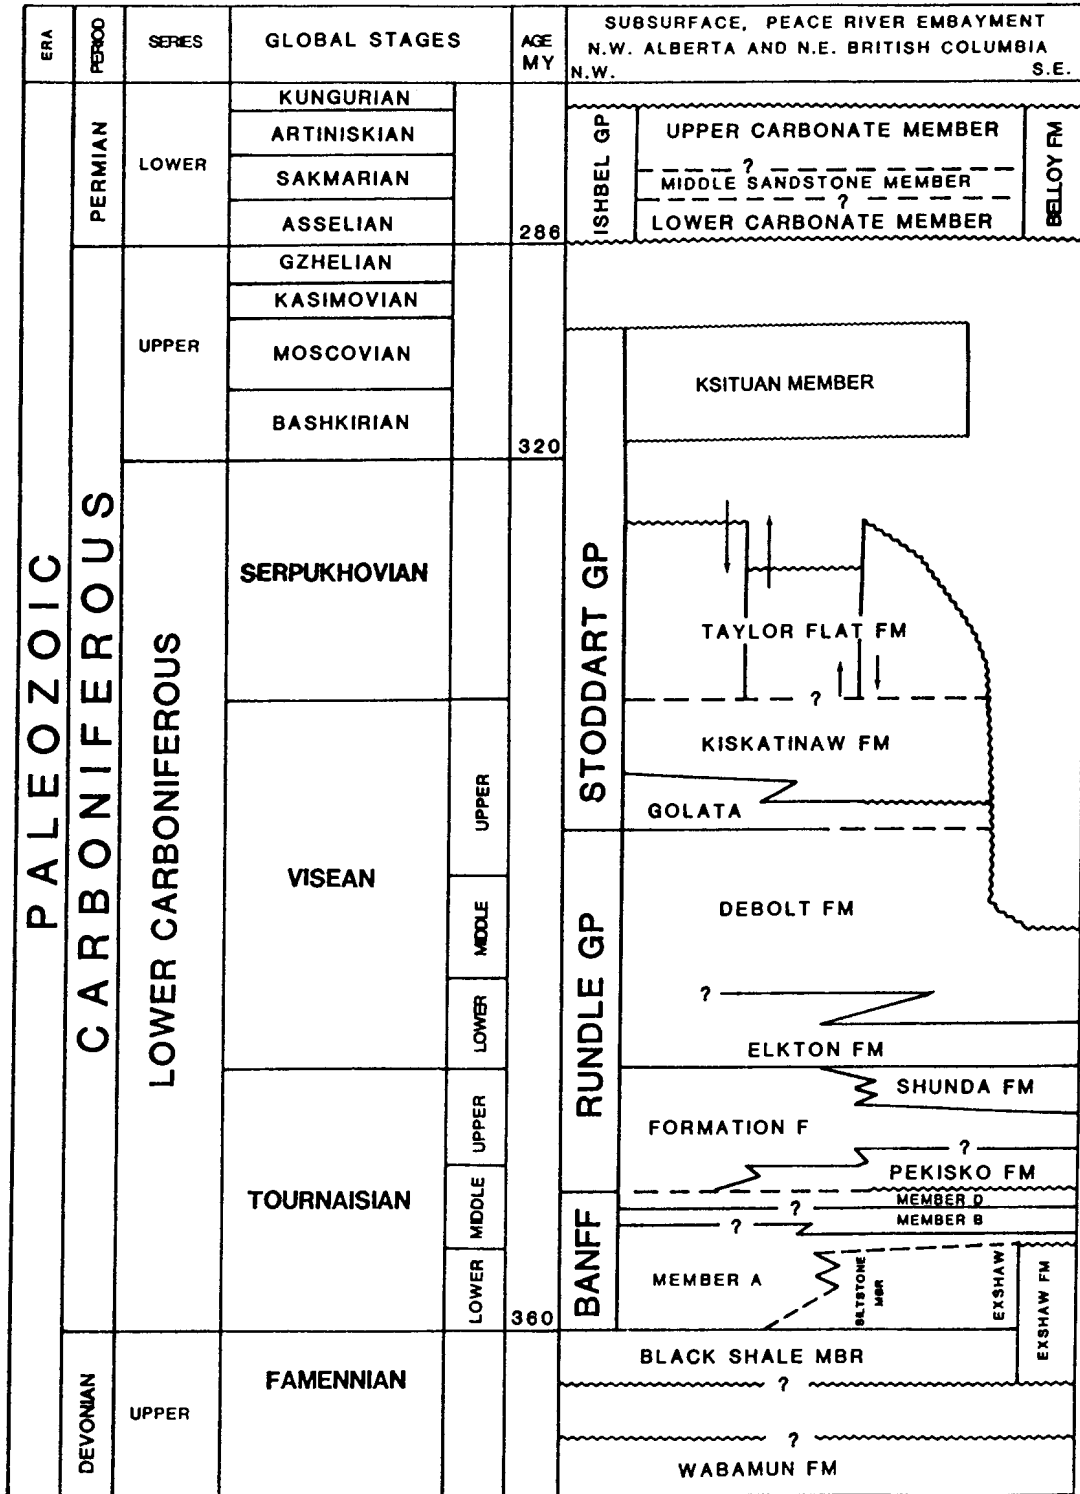 ERA
PERIOD
SERIES
GLOBAL STAGES
AGE
MY
SUBSURFACE, PEACE RIVER EMBAYMENT
N.W. ALBERTA AND N.E. BRITISH COLUMBIA
N.W. S.E.
PALEOZOIC
PERMIAN
CARBONIFEROUS
DEVONIAN
LOWER
UPPER
LOWER CARBONIFEROUS
UPPER
KUNGURIAN
ARTINISKIAN
SAKMARIAN
ASSELIAN
GZHELIAN
KASIMOVIAN
MOSCOVIAN
BASHKIRIAN
SERPUKHOVIAN
VISEAN
TOURNAISIAN
FAMENNIAN
UPPER
MIDDLE
LOWER
UPPER
MIDDLE
LOWER
286
320
360
ISHBEL GP
UPPER CARBONATE MEMBER
?
MIDDLE SANDSTONE MEMBER
?
LOWER CARBONATE MEMBER
BELLOY FM
STODDART GP
KSITUAN MEMBER
TAYLOR FLAT FM
?
KISKATINAW FM
GOLATA
RUNDLE GP
DEBOLT FM
?
ELKTON FM
SHUNDA FM
FORMATION F
?
PEKISKO FM
BANFF
MEMBER D
?
MEMBER B
?
MEMBER A
SILTSTONE
MBR
EXSHAW
EXSHAW FM
BLACK SHALE MBR
?
?
WABAMUN FM